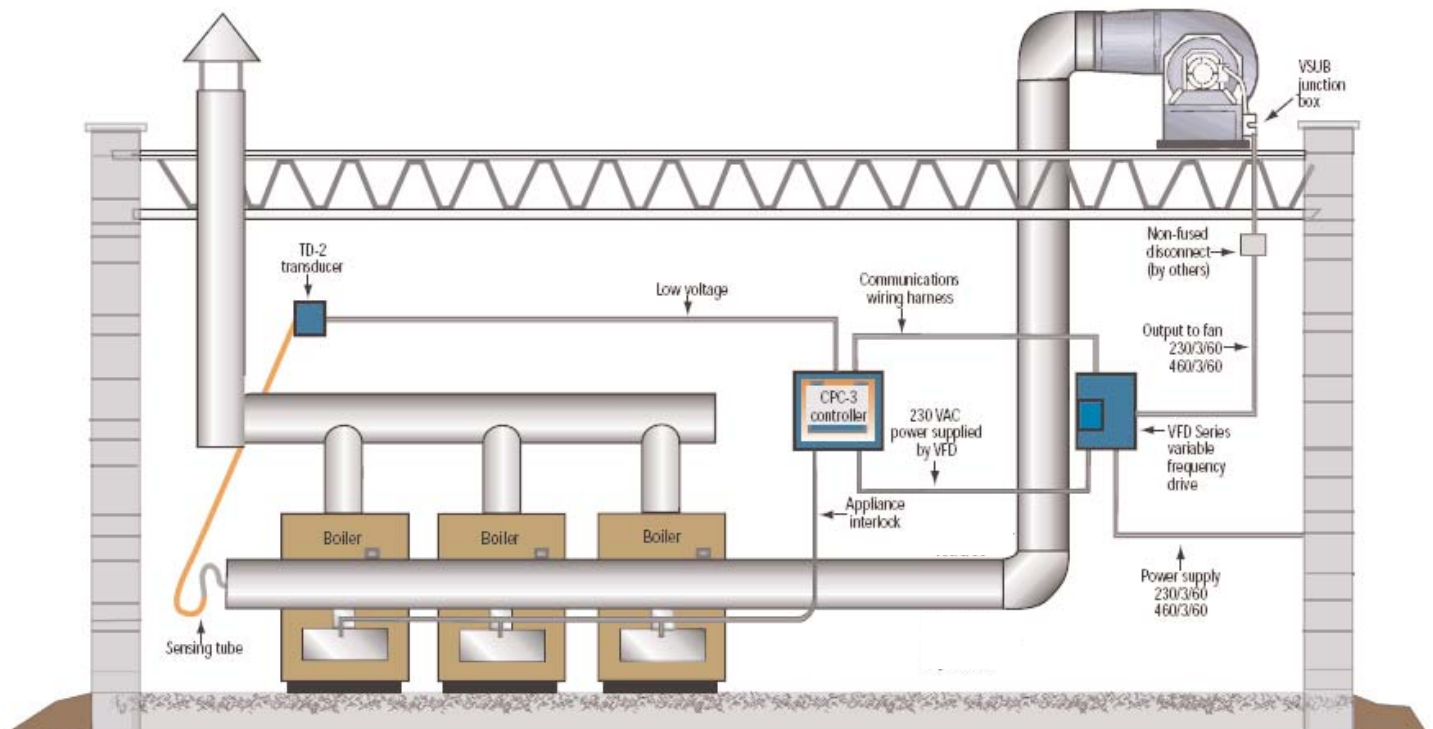 VSUB
junction
box
TD-2
transducer
Non-fused
disconnect
(by others)
Low voltage
Communications
wiring harness
Output to fan
230/3/60
460/3/60
CPC-3
controller
230 VAC
power supplied
by VFD
VFD Series
variable
frequency
drive
Appliance
interlock
Boiler
Boiler
Boiler
Power supply
230/3/60
460/3/60
Sensing tube